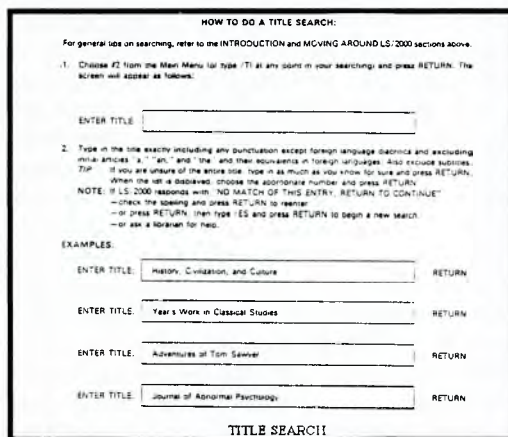 HOW TO DO A TITLE SEARCH:
For general tips on searching, refer to the INTRODUCTION and MOVING AROUND LS/2000 sections above.
1. Choose #2 from the Main Menu (or type /TI at any point in your searching) and press RETURN. The
screen will appear as follows:
ENTER TITLE
2. Type in the title exactly including any punctuation except foreign language diacritics and excluding
initial articles "a," "an," and "the" and their equivalents in foreign languages. Also exclude subtitles.
TIP If you are unsure of the entire title, type in as much as you know for sure and press RETURN.
When the list is displayed, choose the appropriate number and press RETURN
NOTE: If LS/2000 responds with "NO MATCH OF THIS ENTRY, RETURN TO CONTINUE"
—check the spelling and press RETURN to reenter
—or press RETURN, then type /ES and press RETURN to begin a new search
—or ask a librarian for help.
EXAMPLES:
ENTER TITLE: History, Civilization, and Culture RETURN
ENTER TITLE: Year's Work in Classical Studies RETURN
ENTER TITLE: Adventures of Tom Sawyer RETURN
ENTER TITLE: Journal of Abnormal Psychology RETURN
TITLE SEARCH